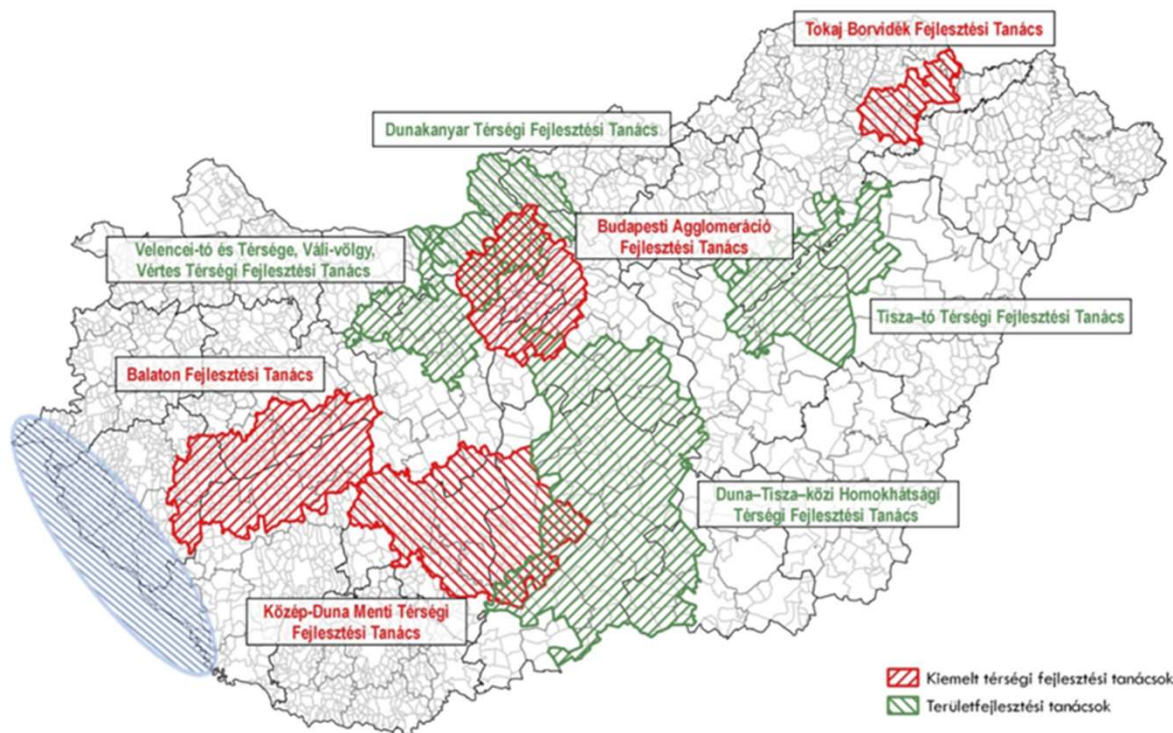 Tokaj Borvidék Fejlesztési Tanács
Dunakanyar Térségi Fejlesztési Tanács
Budapesti Agglomeráció
Fejlesztési Tanács
Velencei-tó és Térsége, Váli-völgy,
Vértes Térségi Fejlesztési Tanács
Tisza–tó Térségi Fejlesztési Tanács
Balaton Fejlesztési Tanács
Duna–Tisza–közi Homokhátsági
Térségi Fejlesztési Tanács
Közép-Duna Menti Térségi
Fejlesztési Tanács
Kiemelt térségi fejlesztési tanácsok
Területfejlesztési tanácsok